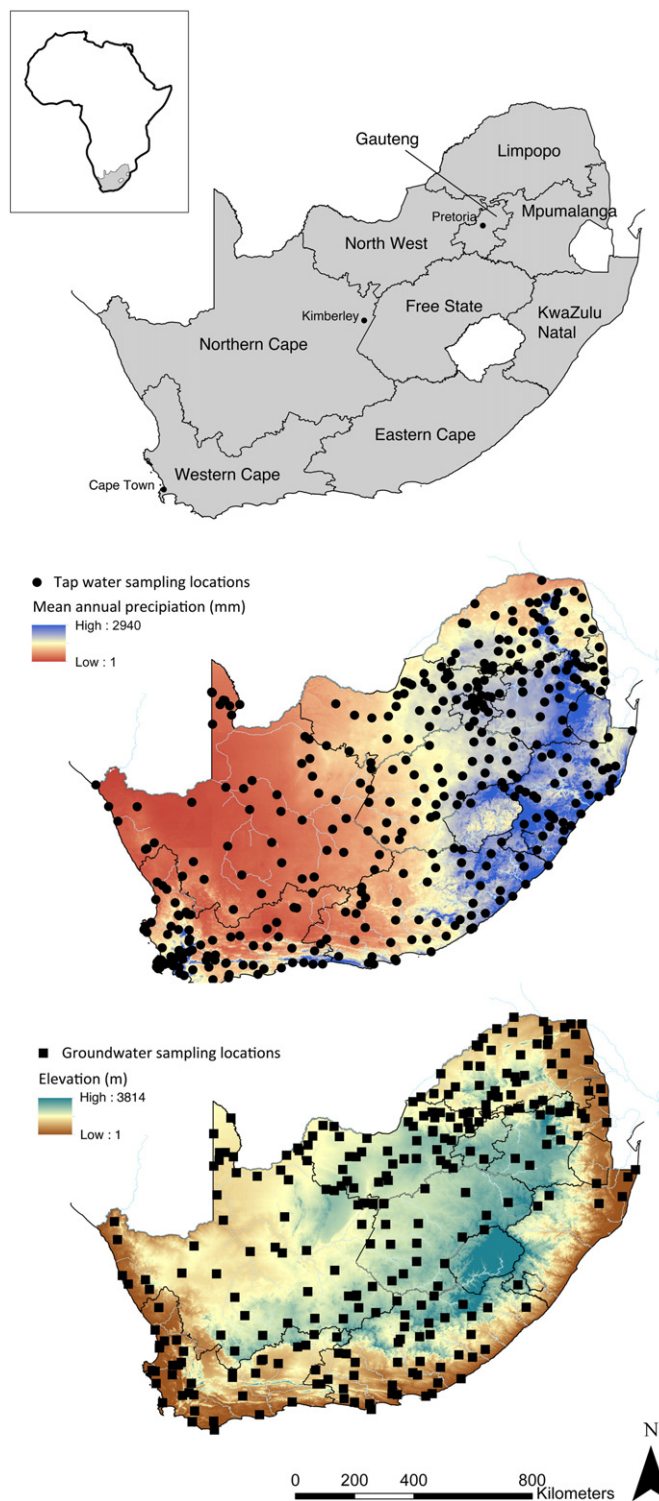 Gauteng
Limpopo
Mpumalanga
Pretoria
North West
Free State
KwaZulu
Natal
Kimberley
Northern Cape
Eastern Cape
Western Cape
Cape Town
Tap water sampling locations
Mean annual precipiation (mm)
High : 2940
Low : 1
Groundwater sampling locations
Elevation (m)
High : 3814
Low : 1
N
0 200 400 800
Kilometers